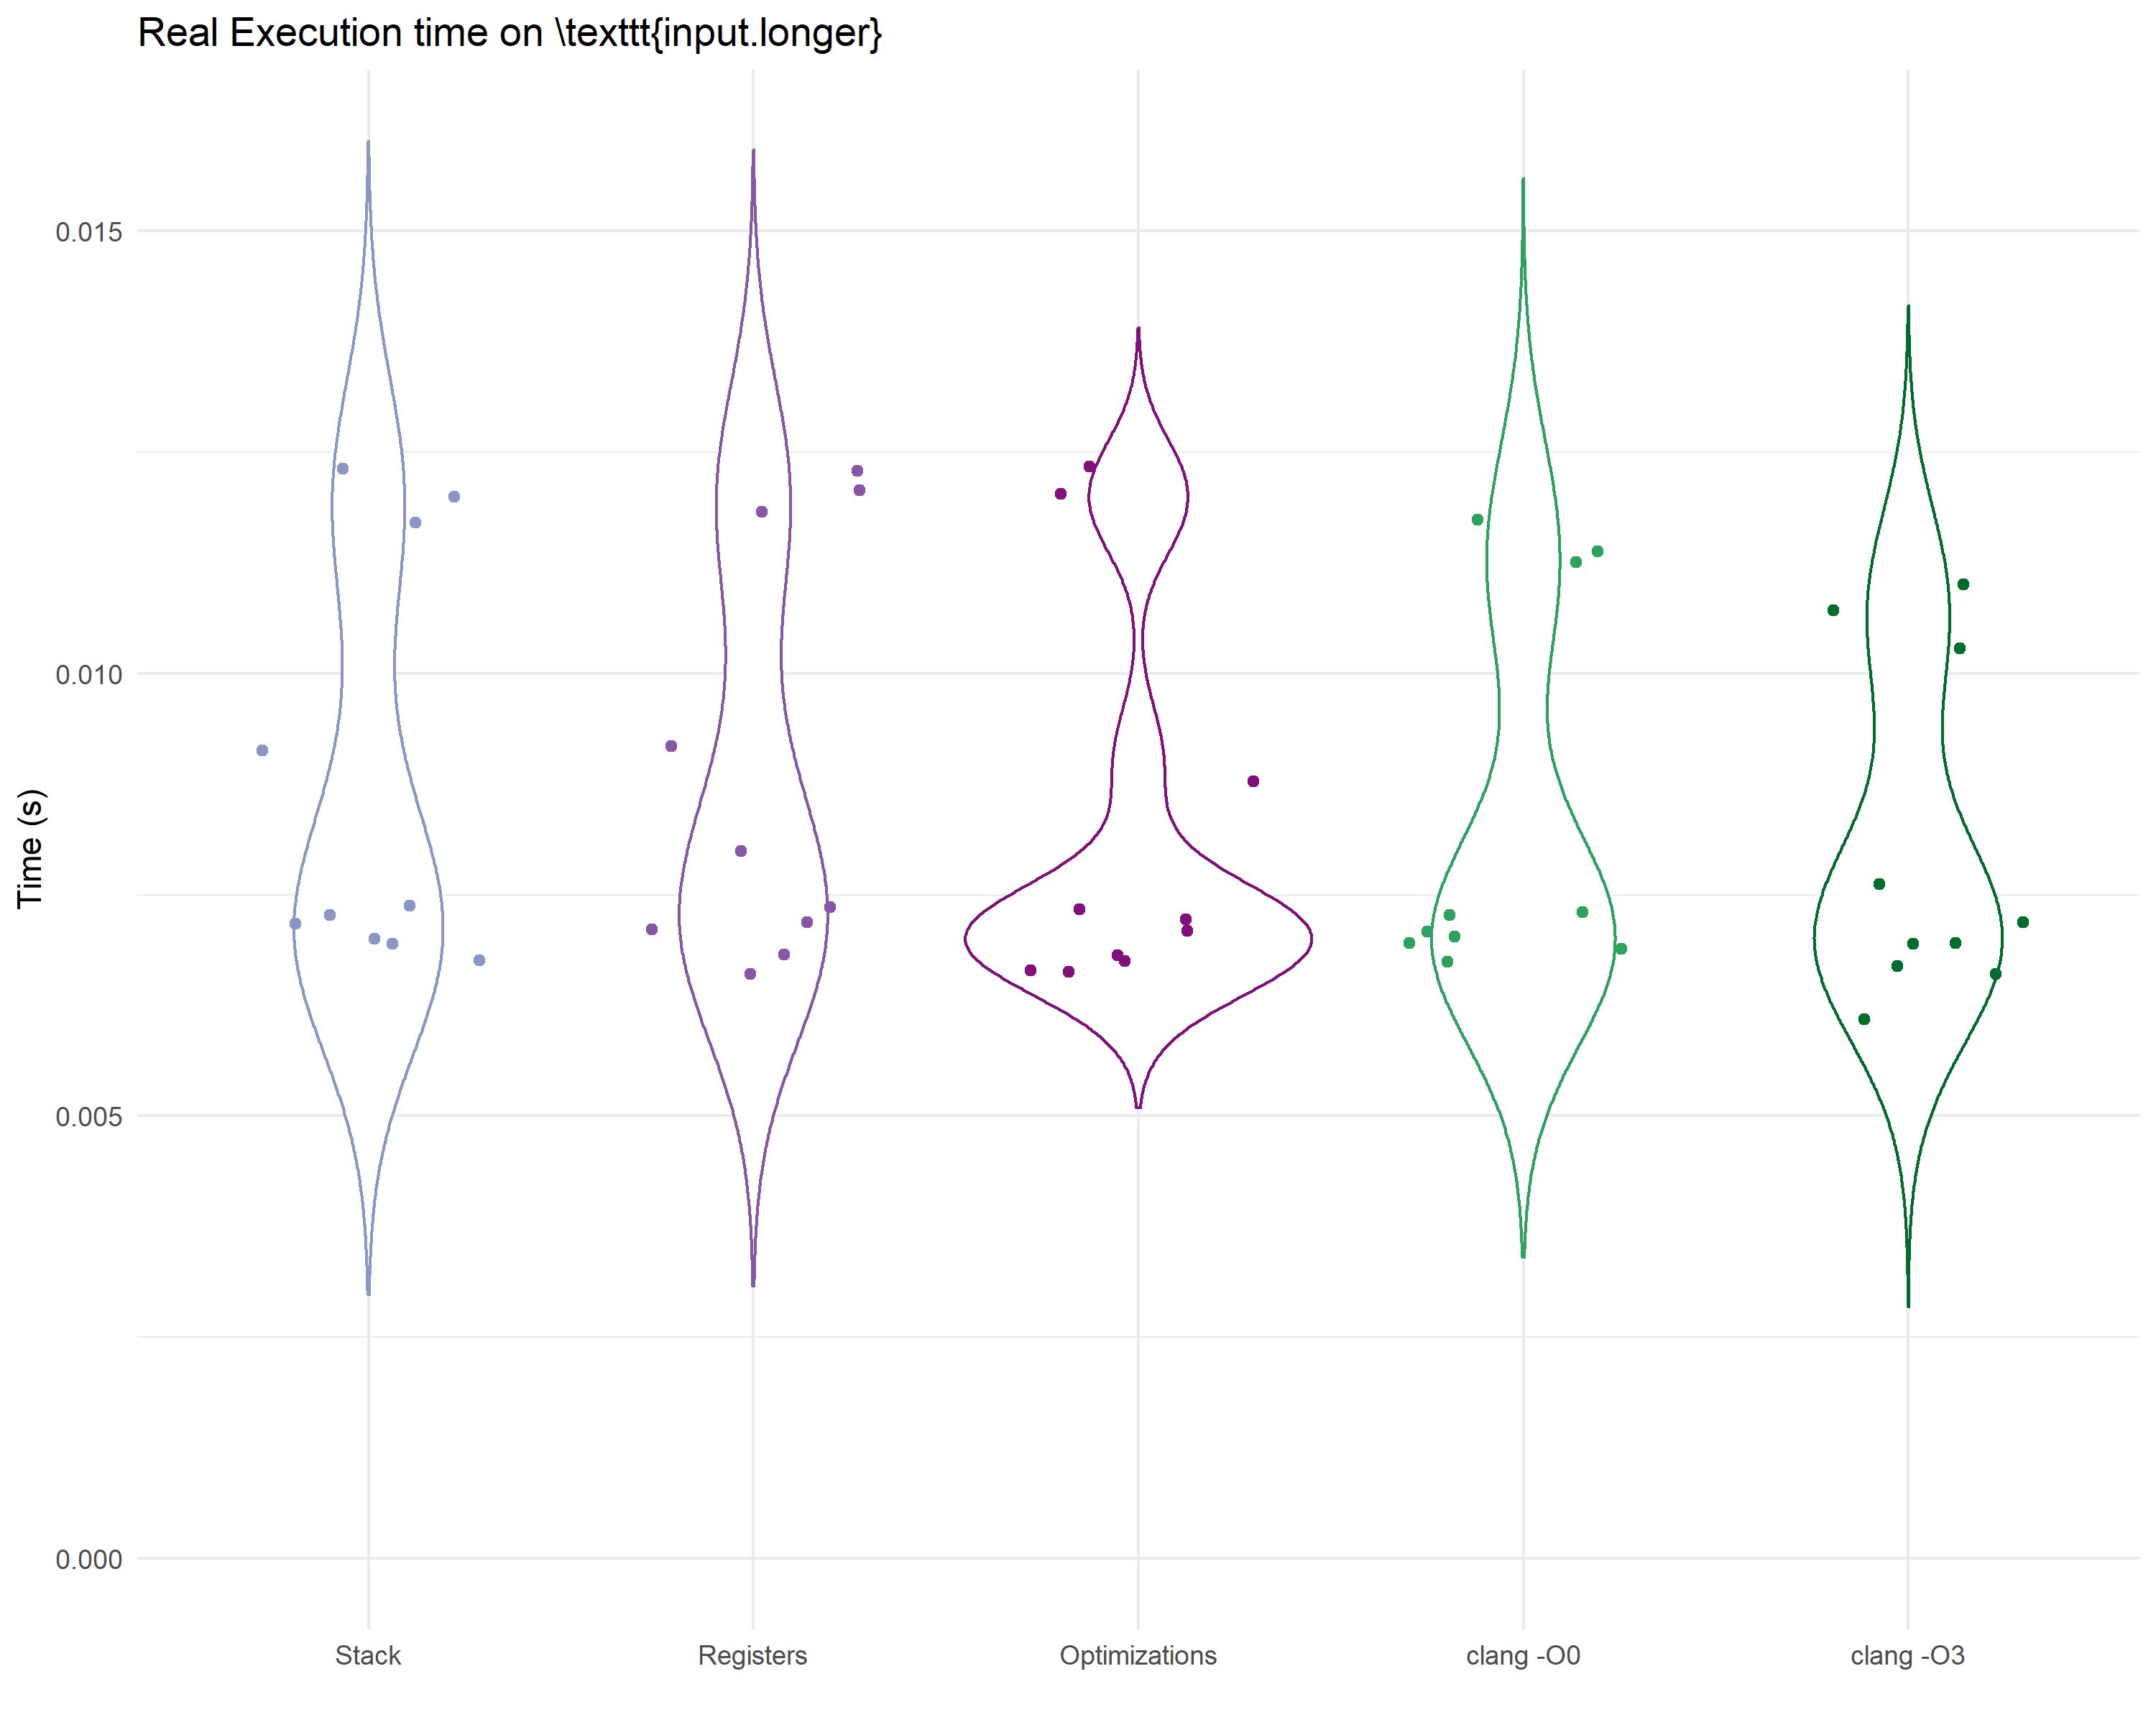 Real Execution time on \texttt{input.longer}
Time (s)
0.015
0.010
0.005
0.000
Stack Registers Optimizations clang -O0 clang -O3